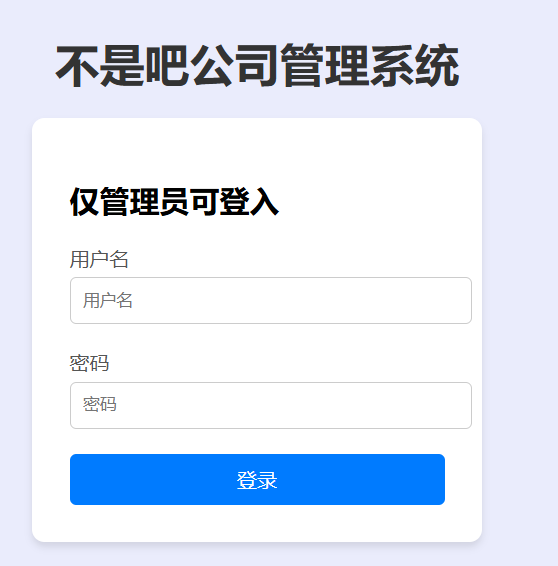 不是吧公司管理系统
仅管理员可登入
用户名
用户名
密码
密码
登录